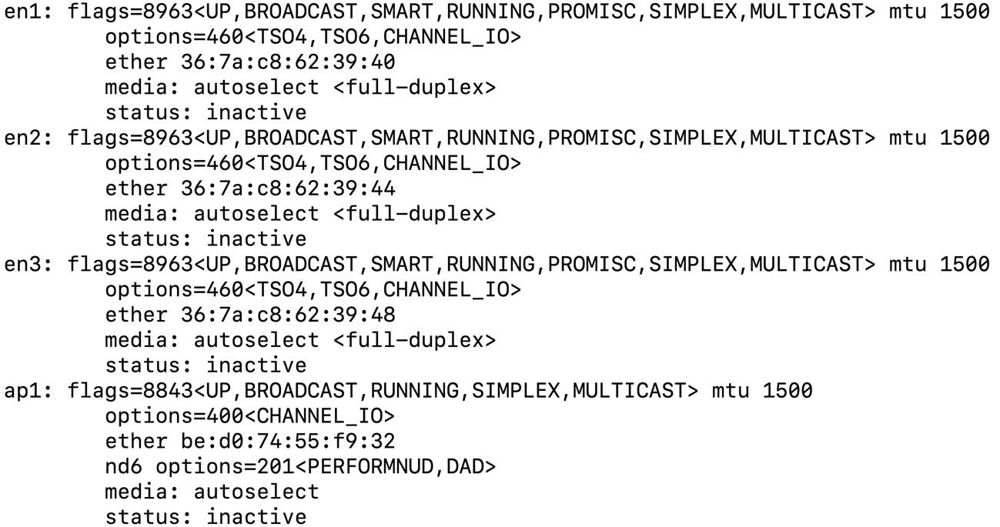 en1: flags=8963<UP,BROADCAST,SMART,RUNNING,PROMISC,SIMPLEX,MULTICAST> mtu 1500
options=460<TSO4,TSO6,CHANNEL_IO>
ether 36:7a:c8:62:39:40
media: autoselect <full-duplex>
status: inactive
en2: flags=8963<UP,BROADCAST,SMART,RUNNING,PROMISC,SIMPLEX,MULTICAST> mtu 1500
options=460<TSO4,TSO6,CHANNEL_IO>
ether 36:7a:c8:62:39:44
media: autoselect <full-duplex>
status: inactive
en3: flags=8963<UP,BROADCAST,SMART,RUNNING,PROMISC,SIMPLEX,MULTICAST> mtu 1500
options=460<TSO4,TSO6,CHANNEL_IO>
ether 36:7a:c8:62:39:48
media: autoselect <full-duplex>
status: inactive
ap1: flags=8843<UP,BROADCAST,RUNNING,SIMPLEX,MULTICAST> mtu 1500
options=400<CHANNEL_IO>
ether be:d0:74:55:f9:32
nd6 options=201<PERFORMNUD,DAD>
media: autoselect
status: inactive